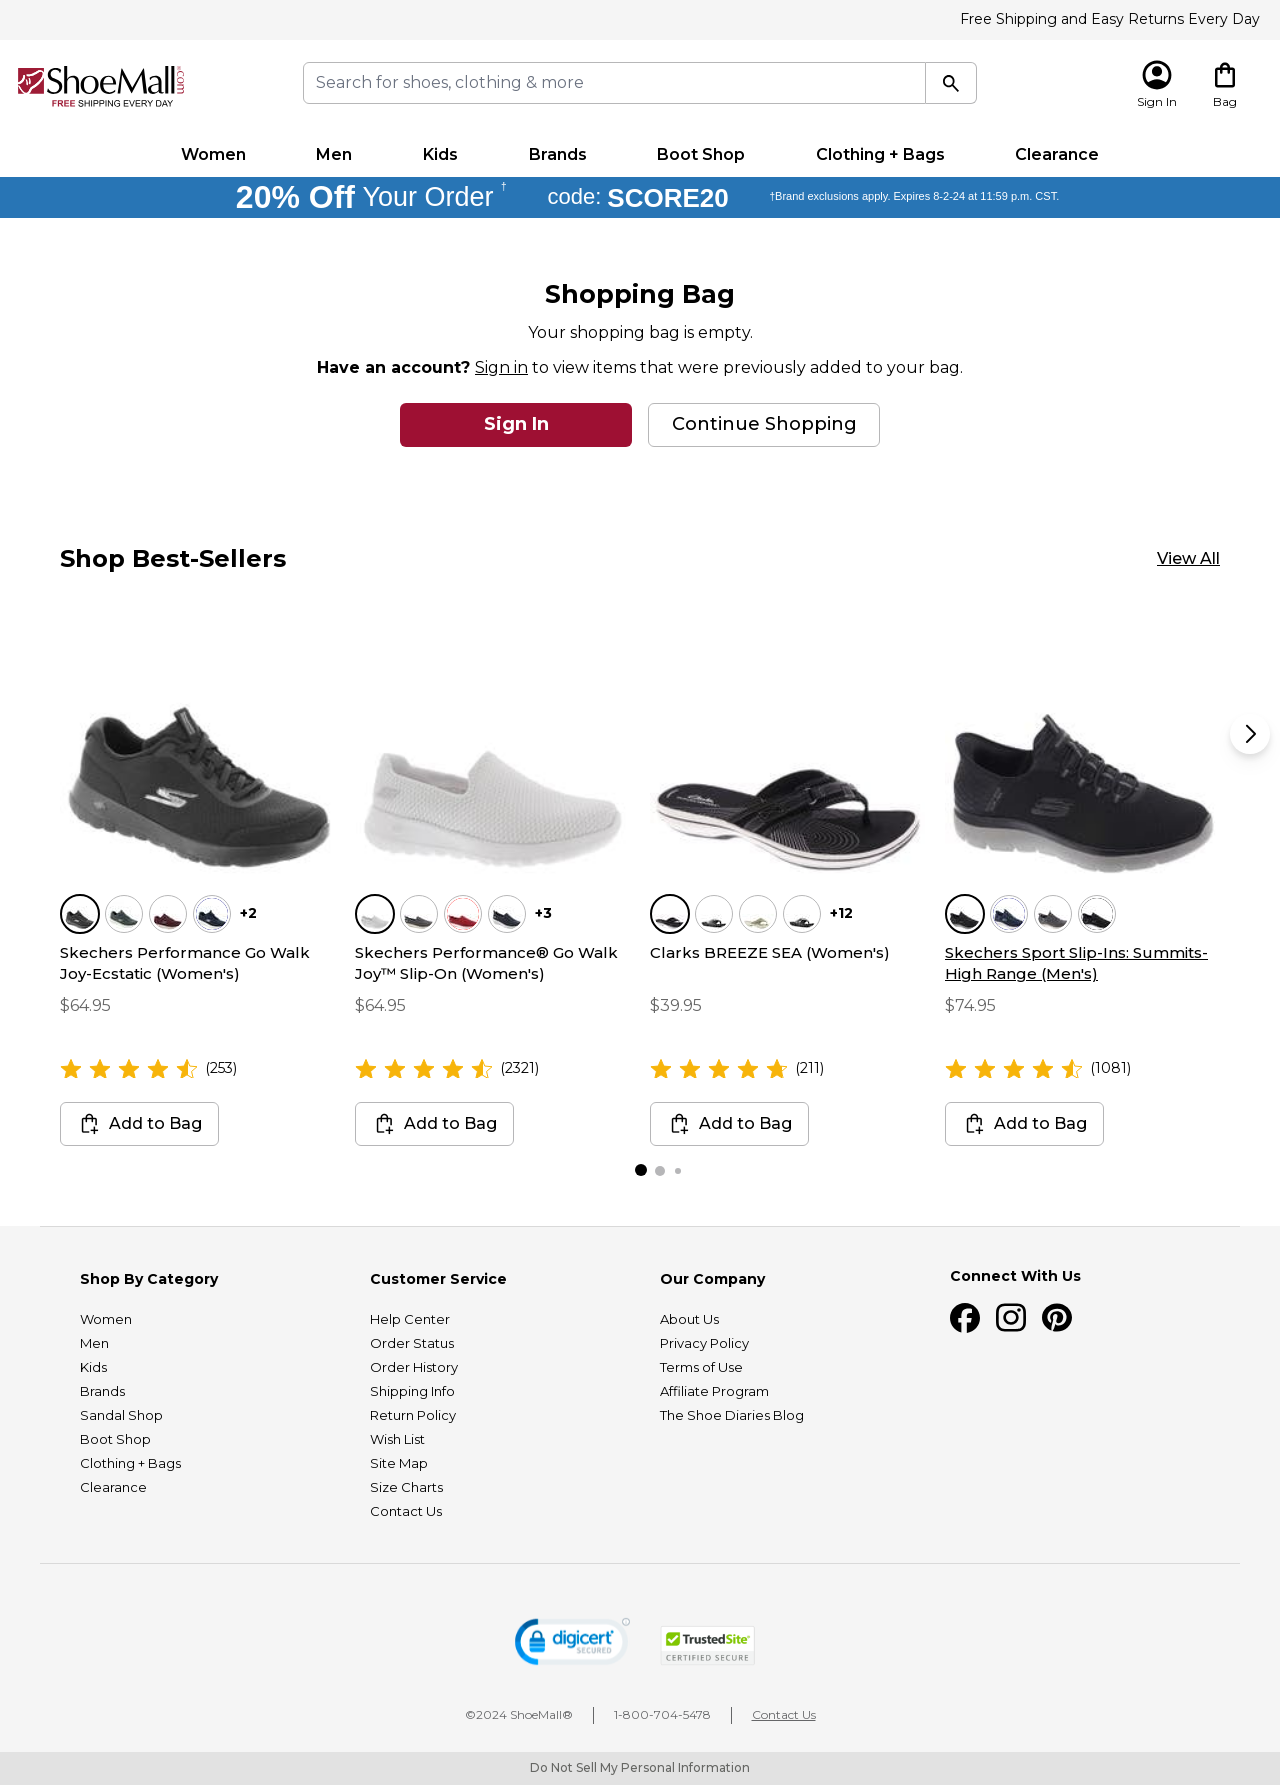 Free Shipping and Easy Returns Every Day
ShoeMall.com
FREE SHIPPING EVERY DAY
Search for shoes, clothing & more
Sign In
Bag
Women Men Kids Brands Boot Shop Clothing + Bags Clearance
20% Off Your Order † code: SCORE20 †Brand exclusions apply. Expires 8-2-24 at 11:59 p.m. CST.
Shopping Bag
Your shopping bag is empty.
Have an account? Sign in to view items that were previously added to your bag.
Sign In
Continue Shopping
Shop Best-Sellers
View All
+2
Skechers Performance Go Walk
Joy-Ecstatic (Women's)
$64.95
(253)
Add to Bag
+3
Skechers Performance® Go Walk
Joy™ Slip-On (Women's)
$64.95
(2321)
Add to Bag
+12
Clarks BREEZE SEA (Women's)
$39.95
(211)
Add to Bag
Skechers Sport Slip-Ins: Summits-
High Range (Men's)
$74.95
(1081)
Add to Bag
Shop By Category
Women
Men
Kids
Brands
Sandal Shop
Boot Shop
Clothing + Bags
Clearance
Customer Service
Help Center
Order Status
Order History
Shipping Info
Return Policy
Wish List
Site Map
Size Charts
Contact Us
Our Company
About Us
Privacy Policy
Terms of Use
Affiliate Program
The Shoe Diaries Blog
Connect With Us
digicert
SECURED
TrustedSite
CERTIFIED SECURE
©2024 ShoeMall®
1-800-704-5478
Contact Us
Do Not Sell My Personal Information